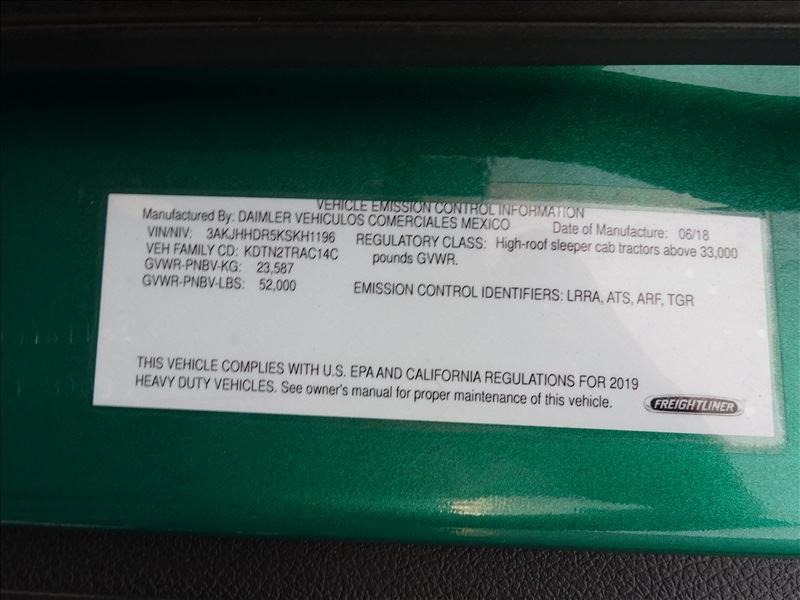 VEHICLE EMISSION CONTROL INFORMATION
Manufactured By: DAIMLER VEHICULOS COMERCIALES MEXICO Date of Manufacture: 06/18
VIN/NIV: 3AKJHHDR5KSKH1196 REGULATORY CLASS: High-roof sleeper cab tractors above 33,000
VEH FAMILY CD: KDTN2TRAC14C pounds GVWR.
GVWR-PNBV-KG: 23,587
GVWR-PNBV-LBS: 52,000 EMISSION CONTROL IDENTIFIERS: LRRA, ATS, ARF, TGR
THIS VEHICLE COMPLIES WITH U.S. EPA AND CALIFORNIA REGULATIONS FOR 2019
HEAVY DUTY VEHICLES. See owner's manual for proper maintenance of this vehicle.
FREIGHTLINER